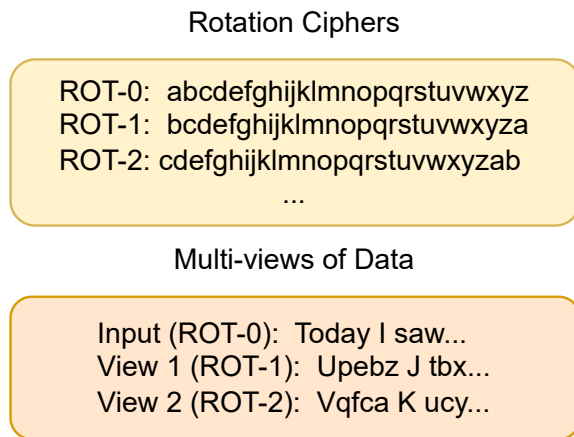 Rotation Ciphers
ROT-0: abcdefghijklmnopqrstuvwxyz
ROT-1: bcdefghijklmnopqrstuvwxyza
ROT-2: cdefghijklmnopqrstuvwxyzab
...
Multi-views of Data
Input (ROT-0): Today I saw...
View 1 (ROT-1): Upebz J tbx...
View 2 (ROT-2): Vqfca K ucy...